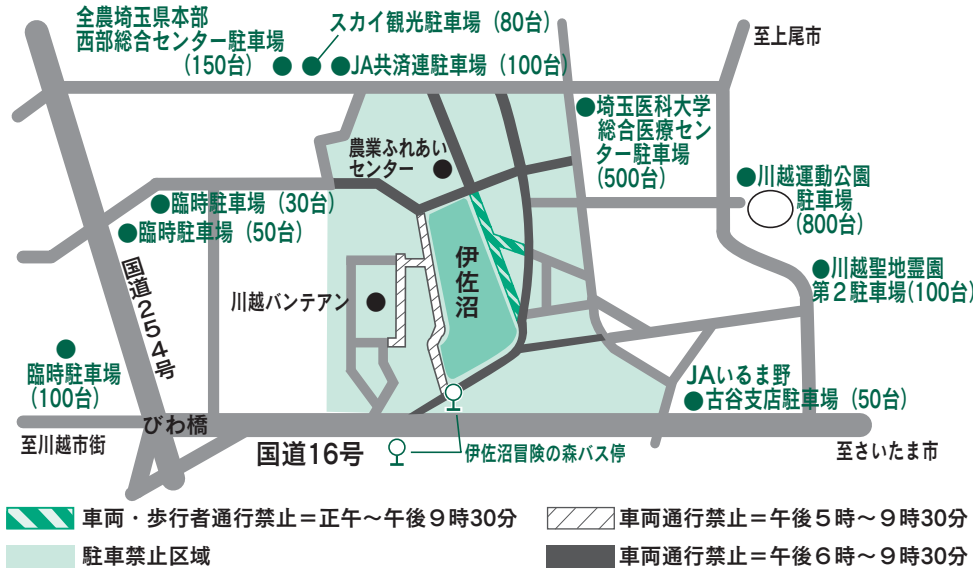 全農埼玉県本部
西部総合センター駐車場
(150台)
スカイ観光駐車場(80台)
JA共済連駐車場(100台)
至上尾市
埼玉医科大学
総合医療セン
ター駐車場
(500台)
農業ふれあい
センター
川越運動公園
駐車場
(800台)
臨時駐車場(30台)
臨時駐車場(50台)
伊佐沼
川越聖地霊園
第2駐車場(100台)
国道254号
川越バンテアン
臨時駐車場
(100台)
JAいるま野
古谷支店駐車場(50台)
びわ橋
至川越市街
国道16号
伊佐沼冒険の森バス停
至さいたま市
車両・歩行者通行禁止=正午〜午後9時30分
車両通行禁止=午後5時〜9時30分
駐車禁止区域
車両通行禁止=午後6時〜9時30分